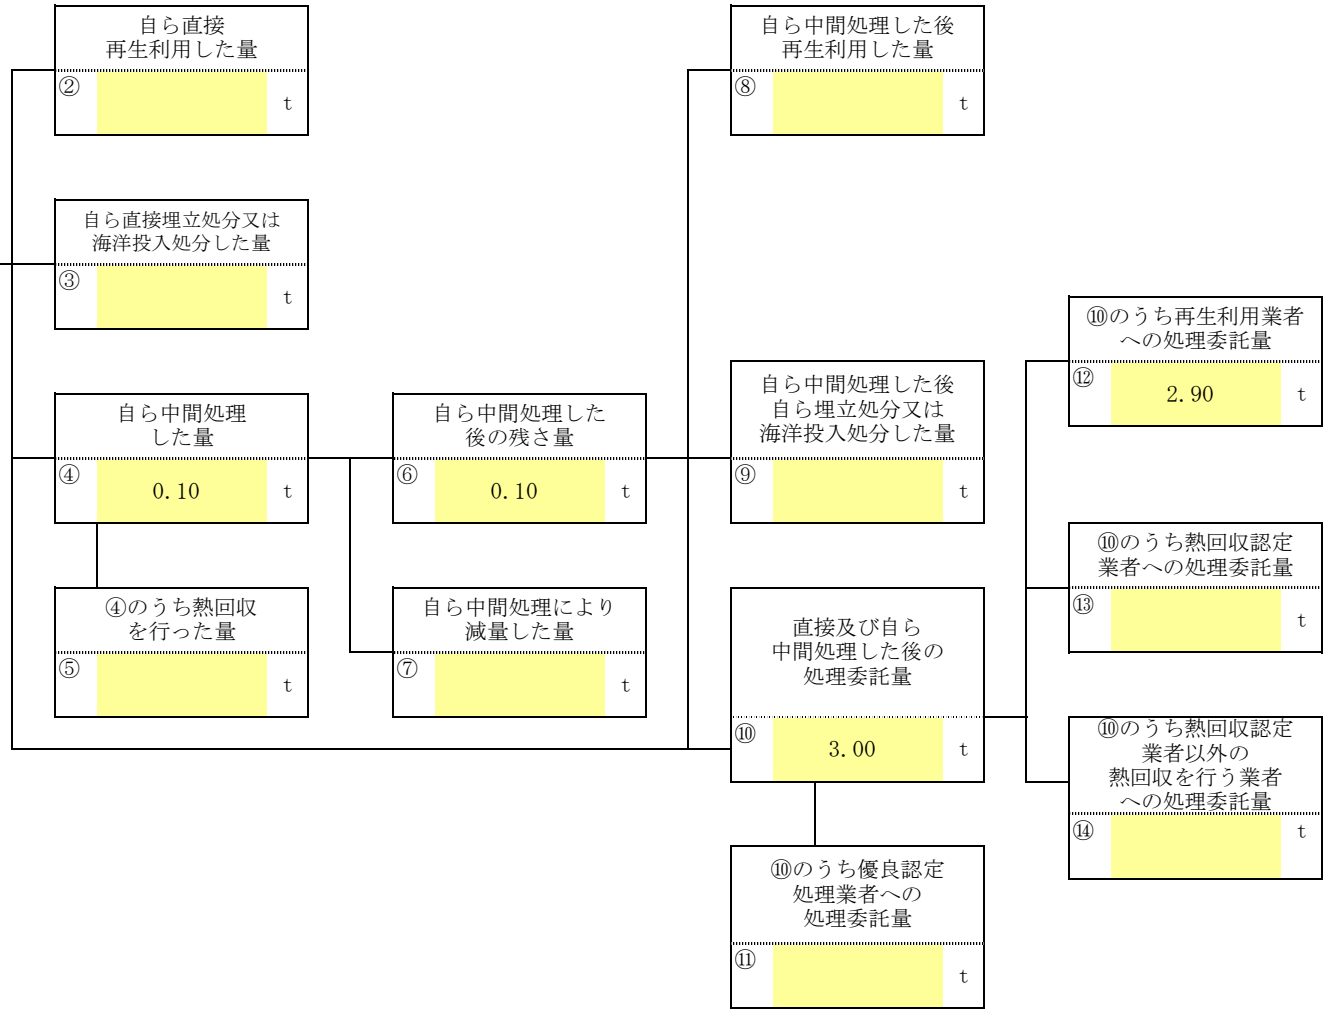 自ら直接
再生利用した量
②
t
自ら直接埋立処分又は
海洋投入処分した量
③
t
自ら中間処理
した量
④
0.10
t
④のうち熱回収
を行った量
⑤
t
自ら中間処理した
後の残さ量
⑥
0.10
t
自ら中間処理により
減量した量
⑦
t
自ら中間処理した後
再生利用した量
⑧
t
自ら中間処理した後
自ら埋立処分又は
海洋投入処分した量
⑨
t
直接及び自ら
中間処理した後の
処理委託量
⑩
3.00
t
⑩のうち優良認定
処理業者への
処理委託量
⑪
t
⑩のうち再生利用業者
への処理委託量
⑫
2.90
t
⑩のうち熱回収認定
業者への処理委託量
⑬
t
⑩のうち熱回収認定
業者以外の
熱回収を行う業者
への処理委託量
⑭
t